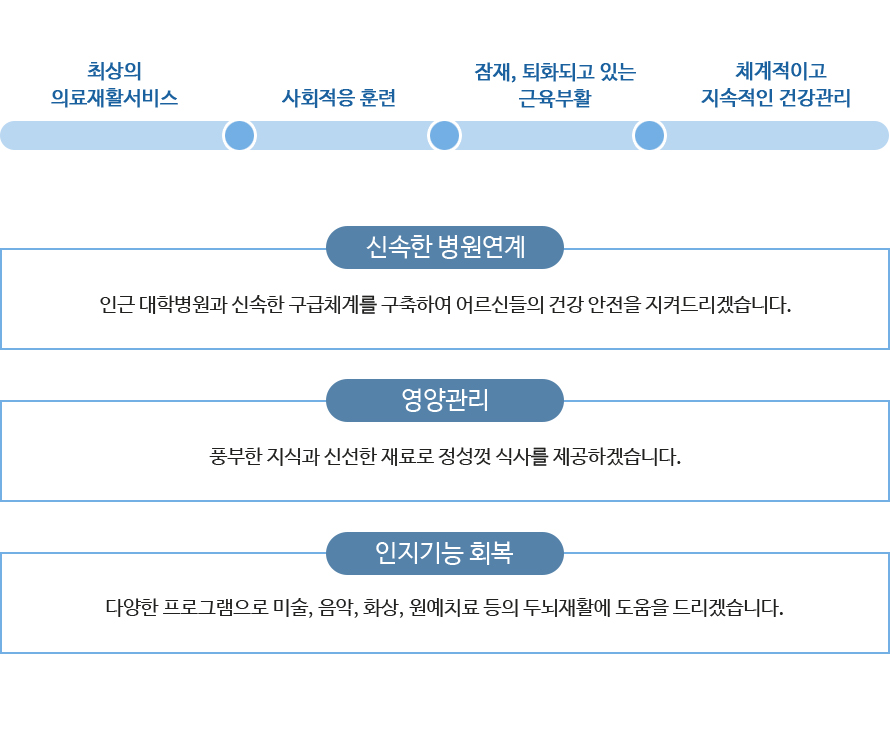 최상의
의료재활서비스
사회적응 훈련
잠재, 퇴화되고 있는
근육부활
체계적이고
지속적인 건강관리
신속한 병원연계
인근 대학병원과 신속한 구급체계를 구축하여 어르신들의 건강 안전을 지켜드리겠습니다.
영양관리
풍부한 지식과 신선한 재료로 정성껏 식사를 제공하겠습니다.
인지기능 회복
다양한 프로그램으로 미술, 음악, 화상, 원예치료 등의 두뇌재활에 도움을 드리겠습니다.